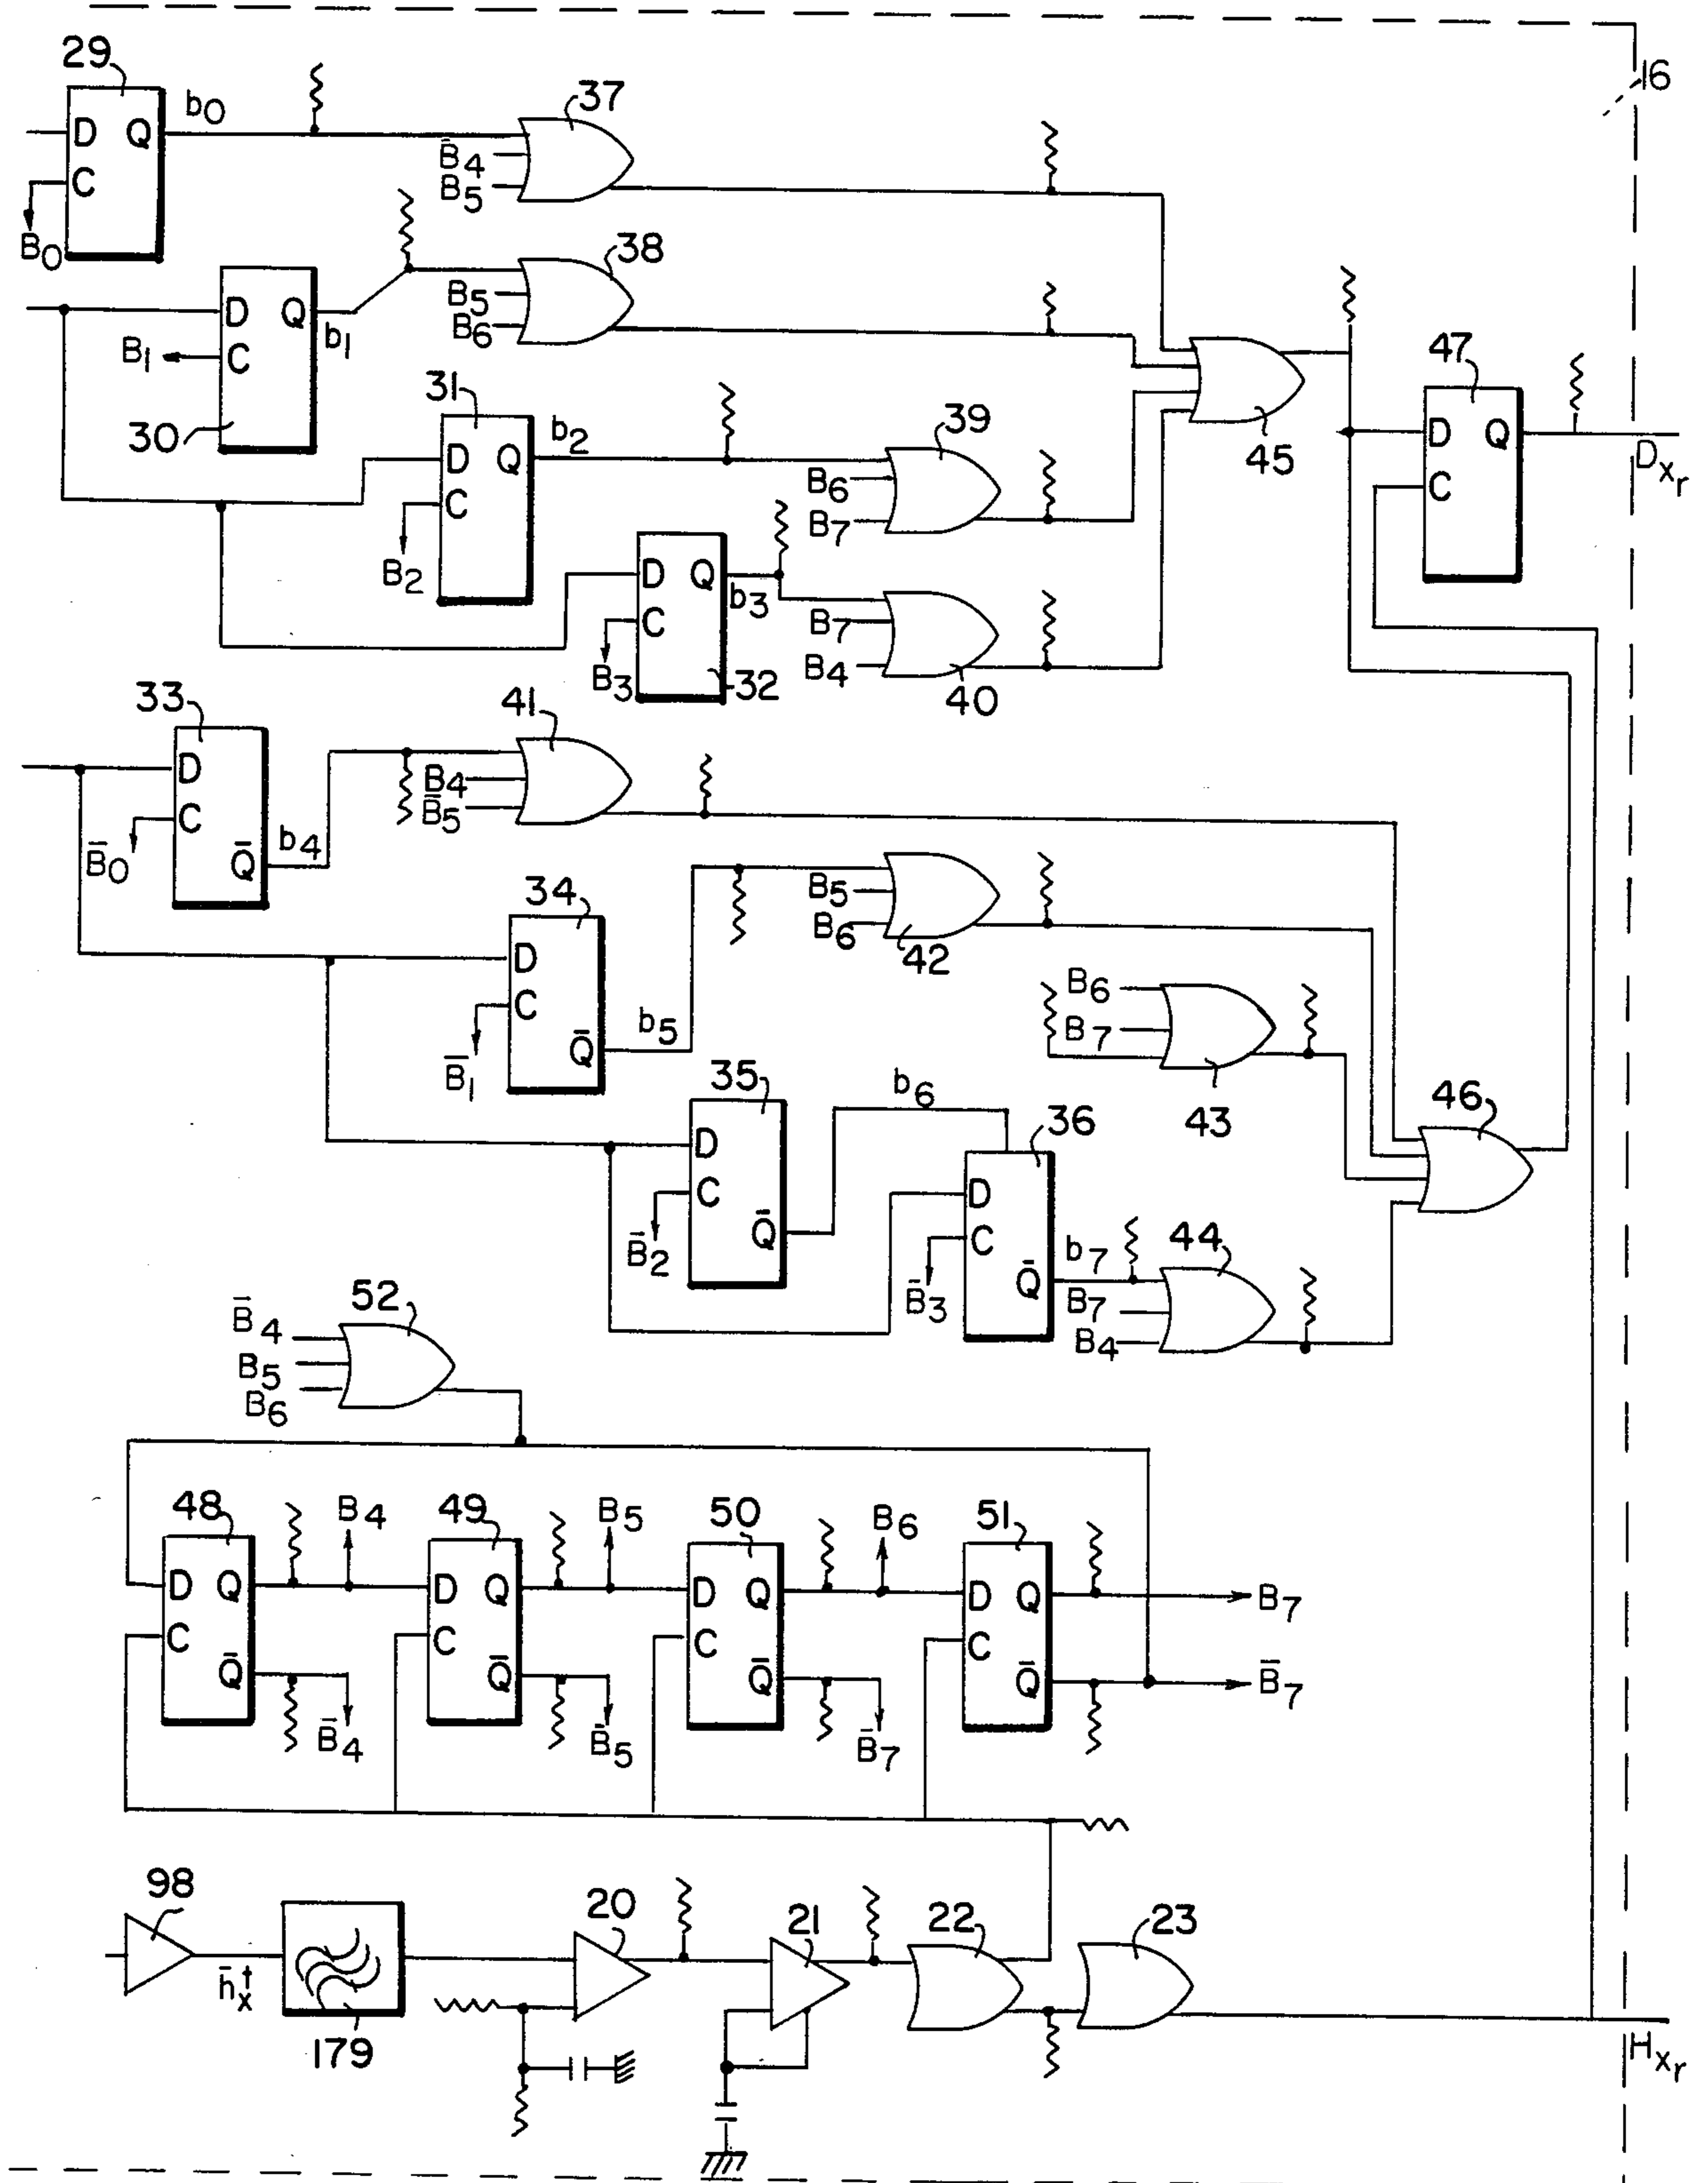 29
b0
37
16
D Q
B̄4
C
B5
B0
38
D Q
B5
b1
B6
B1
C
47
31
b2
39
30
D Q
D Q
B6
45
Dxr
C
C
B7
B2
D Q
b3
C
B7
B3
32
B4
40
33
41
D
B4
B̄5
C
b4
B̄0
Q̄
34
B5
B6
42
D
C
B6
b5
B7
Q̄
B̄1
35
b6
43
46
36
D
D
C
C
b7
44
Q̄
B̄2
Q̄
B̄3
B7
B4
52
B̄4
B5
B6
48
B4
49
B5
50
B6
51
D Q
D Q
D Q
D Q
B7
C
C
C
C
Q̄
Q̄
Q̄
Q̄
B̄7
B̄4
B̄5
B̄7
98
20
21
22
23
h̄xt
179
Hxr